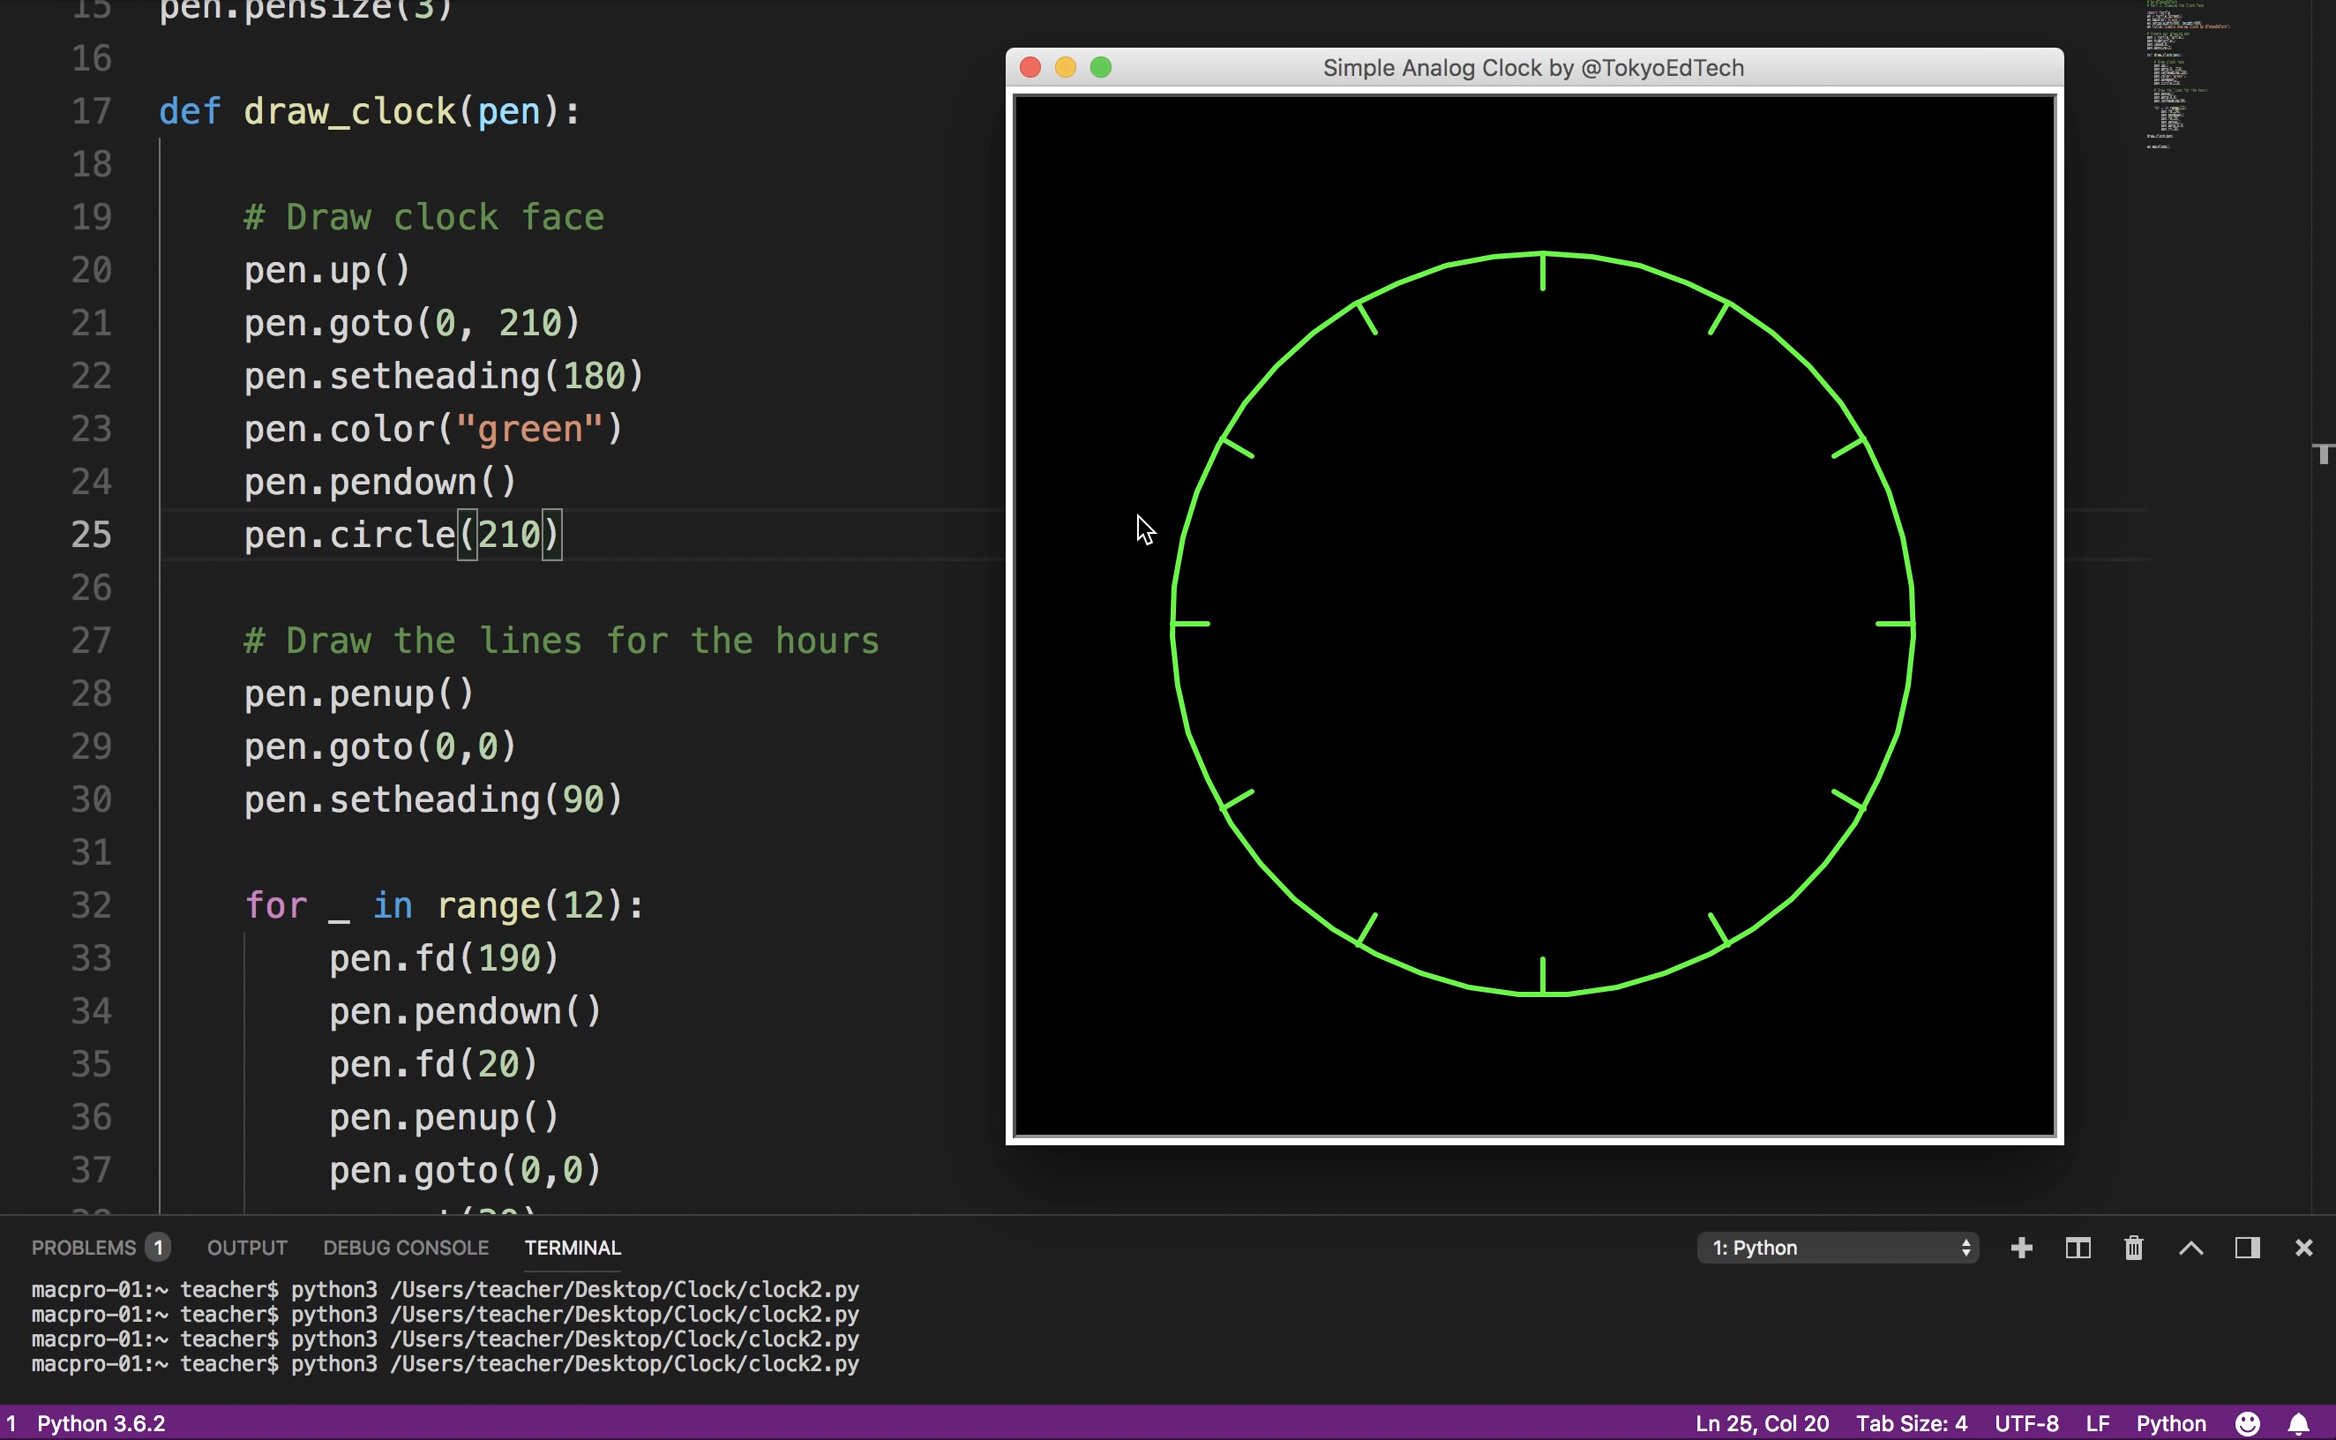 15 pen.pensize(3)
16
17 def draw_clock(pen):
18
19 # Draw clock face
20 pen.up()
21 pen.goto(0, 210)
22 pen.setheading(180)
23 pen.color("green")
24 pen.pendown()
25 pen.circle(210)
26
27 # Draw the lines for the hours
28 pen.penup()
29 pen.goto(0,0)
30 pen.setheading(90)
31
32 for _ in range(12):
33 pen.fd(190)
34 pen.pendown()
35 pen.fd(20)
36 pen.penup()
37 pen.goto(0,0)
Simple Analog Clock by @TokyoEdTech
PROBLEMS 1 OUTPUT DEBUG CONSOLE TERMINAL 1: Python
macpro-01:~ teacher$ python3 /Users/teacher/Desktop/Clock/clock2.py
macpro-01:~ teacher$ python3 /Users/teacher/Desktop/Clock/clock2.py
macpro-01:~ teacher$ python3 /Users/teacher/Desktop/Clock/clock2.py
macpro-01:~ teacher$ python3 /Users/teacher/Desktop/Clock/clock2.py
1 Python 3.6.2 Ln 25, Col 20 Tab Size: 4 UTF-8 LF Python